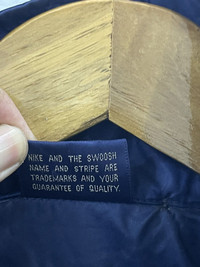 NIKE AND THE SWOOSH
NAME AND STRIPE ARE
TRADEMARKS AND YOUR
GUARANTEE OF QUALITY.